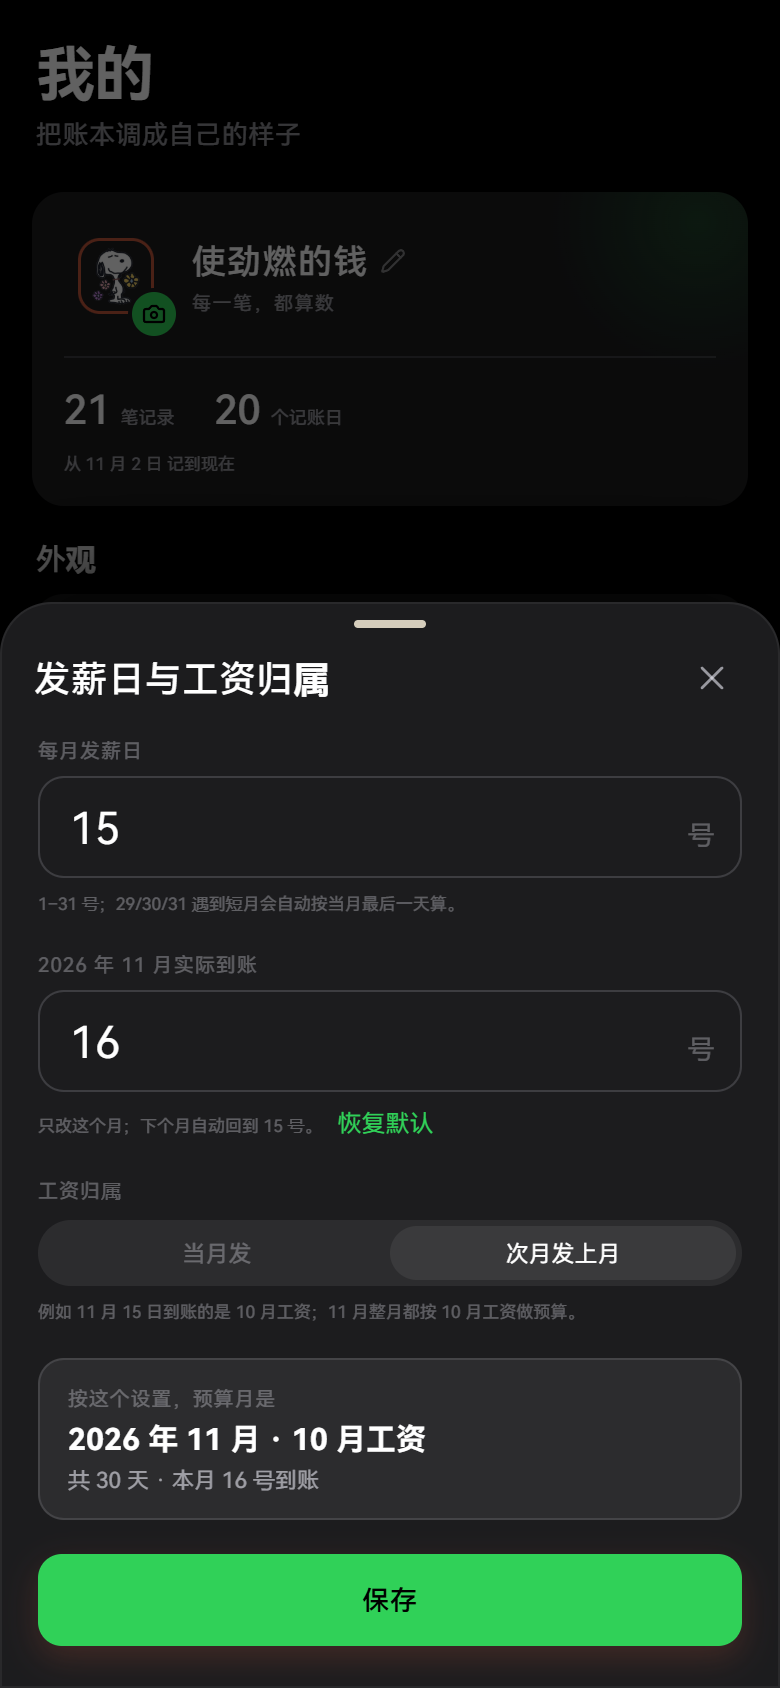 我的
把账本调成自己的样子
使劲燃的钱
每一笔，都算数
21 笔记录 20 个记账日
从 11 月 2 日 记到现在
外观
发薪日与工资归属
每月发薪日
15 号
1–31 号；29/30/31 遇到短月会自动按当月最后一天算。
2026 年 11 月实际到账
16 号
只改这个月；下个月自动回到 15 号。 恢复默认
工资归属
当月发 次月发上月
例如 11 月 15 日到账的是 10 月工资；11 月整月都按 10 月工资做预算。
按这个设置，预算月是
2026 年 11 月 · 10 月工资
共 30 天 · 本月 16 号到账
保存